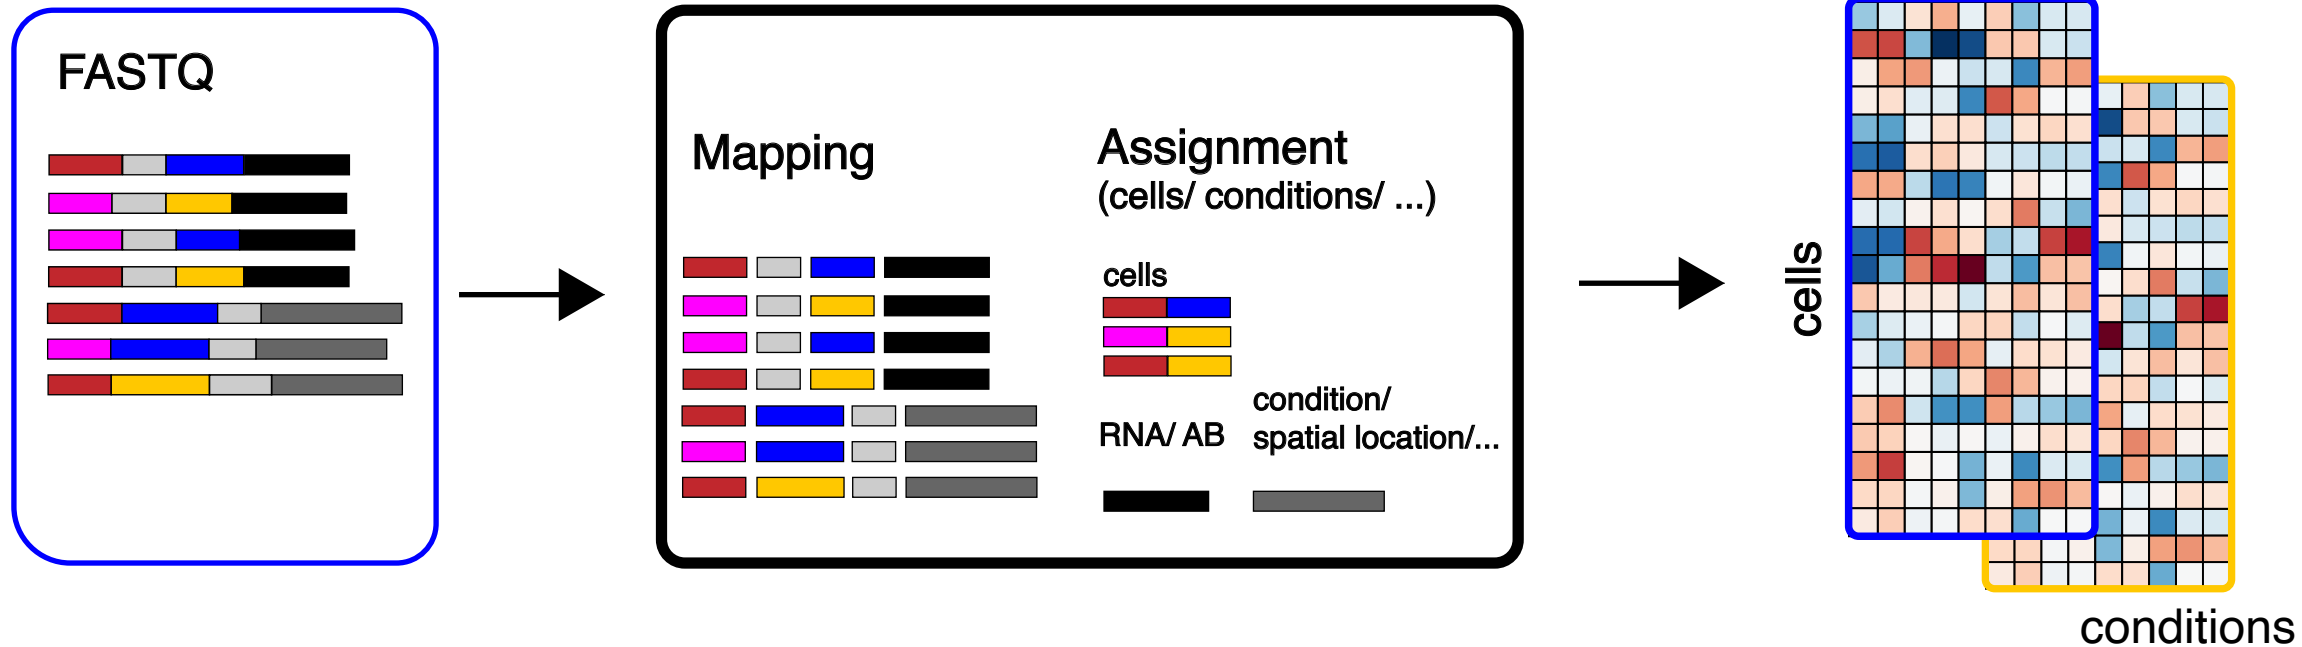 FASTQ
Mapping
Assignment
(cells/ conditions/ ...)
cells
RNA/ AB
condition/
spatial location/...
cells
conditions